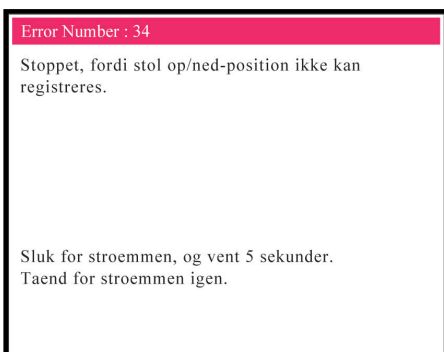 Error Number : 34
Stoppet, fordi stol op/ned-position ikke kan
registreres.
Sluk for stroemmen, og vent 5 sekunder.
Taend for stroemmen igen.